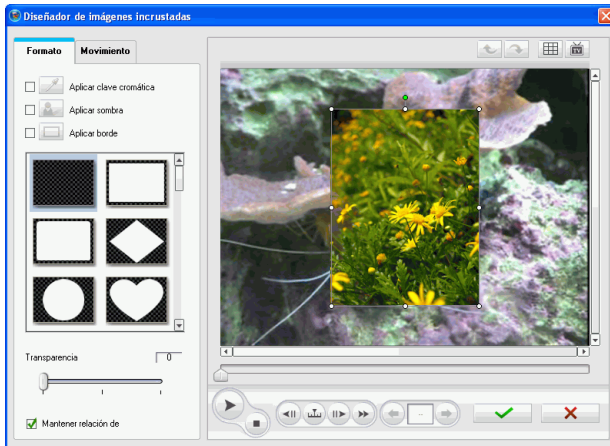 Diseñador de imágenes incrustadas
Formato Movimiento
Aplicar clave cromática
Aplicar sombra
Aplicar borde
Transparencia 0
Mantener relación de